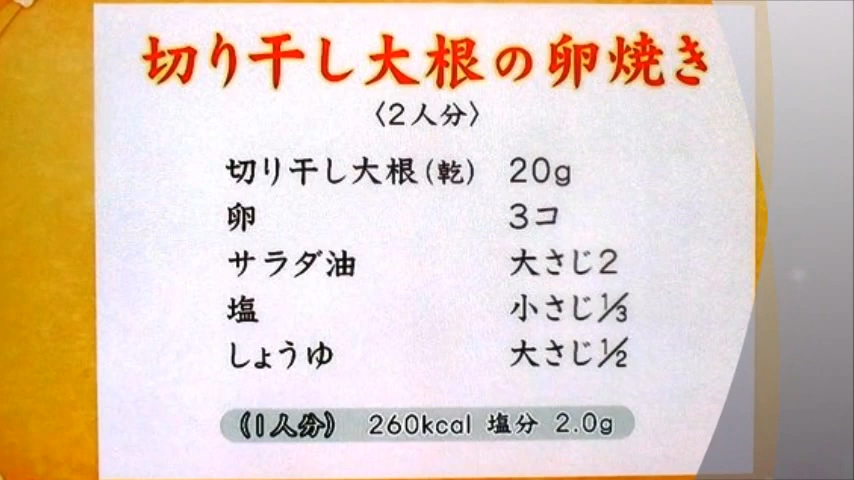 切り干し大根の卵焼き
〈2人分〉
切り干し大根(乾) 20g
卵 3コ
サラダ油 大さじ2
塩 小さじ⅓
しょうゆ 大さじ½
(1人分) 260kcal 塩分 2.0g